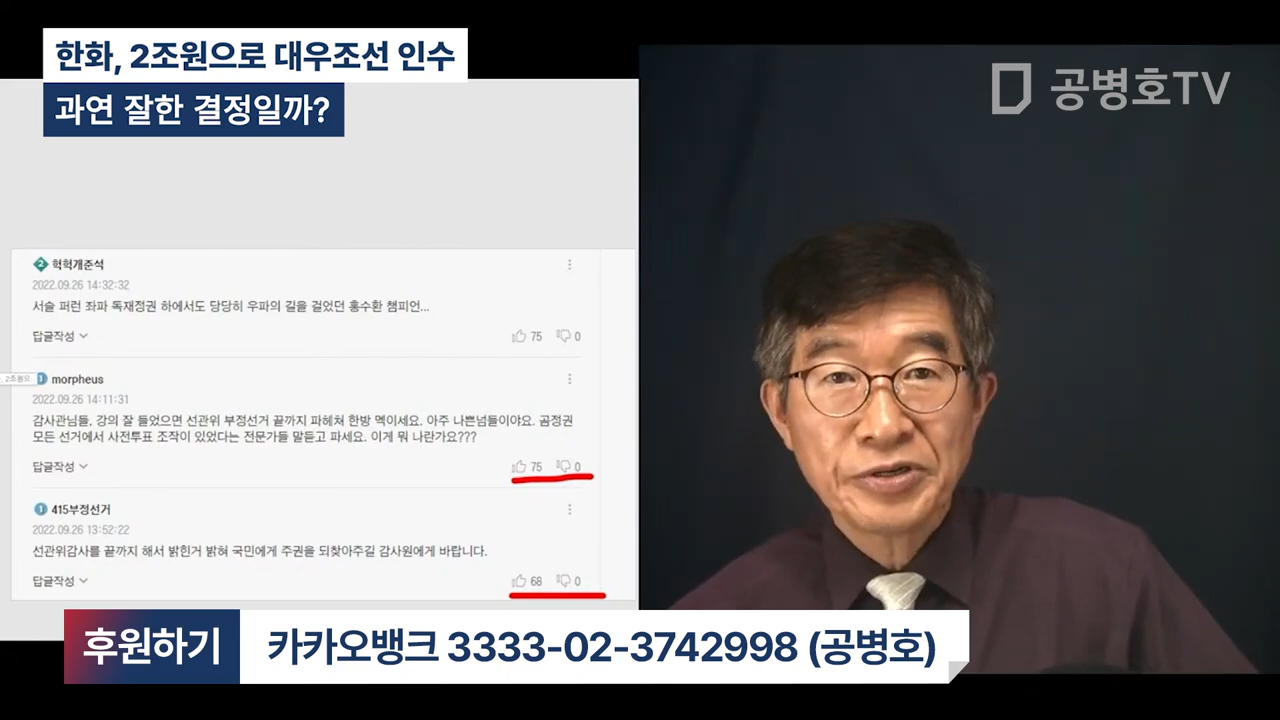 한화, 2조원으로 대우조선 인수
과연 잘한 결정일까?
공병호TV
2 헉헉개준석
2022.09.26 14:32:32
서슬 퍼런 좌파 독재정권 하에서도 당당히 우파의 길을 걸었던 홍수환 챔피언...
답글작성
75 0
, 2조원으
1 morpheus
2022.09.26 14:11:31
감사관님들, 강의 잘 들었으면 선관위 부정선거 끝까지 파헤쳐 한방 멕이세요. 아주 나쁜넘들이야요. 곰정권
모든 선거에서 사전투표 조작이 있었다는 전문가들 말듣고 파세요. 이게 뭐 나란가요???
답글작성
75 0
1 415부정선거
2022.09.26 13:52:22
선관위감사를 끝까지 해서 밝힌거 밝혀 국민에게 주권을 되찾아주길 감사원에게 바랍니다.
답글작성
68 0
후원하기
카카오뱅크 3333-02-3742998 (공병호)